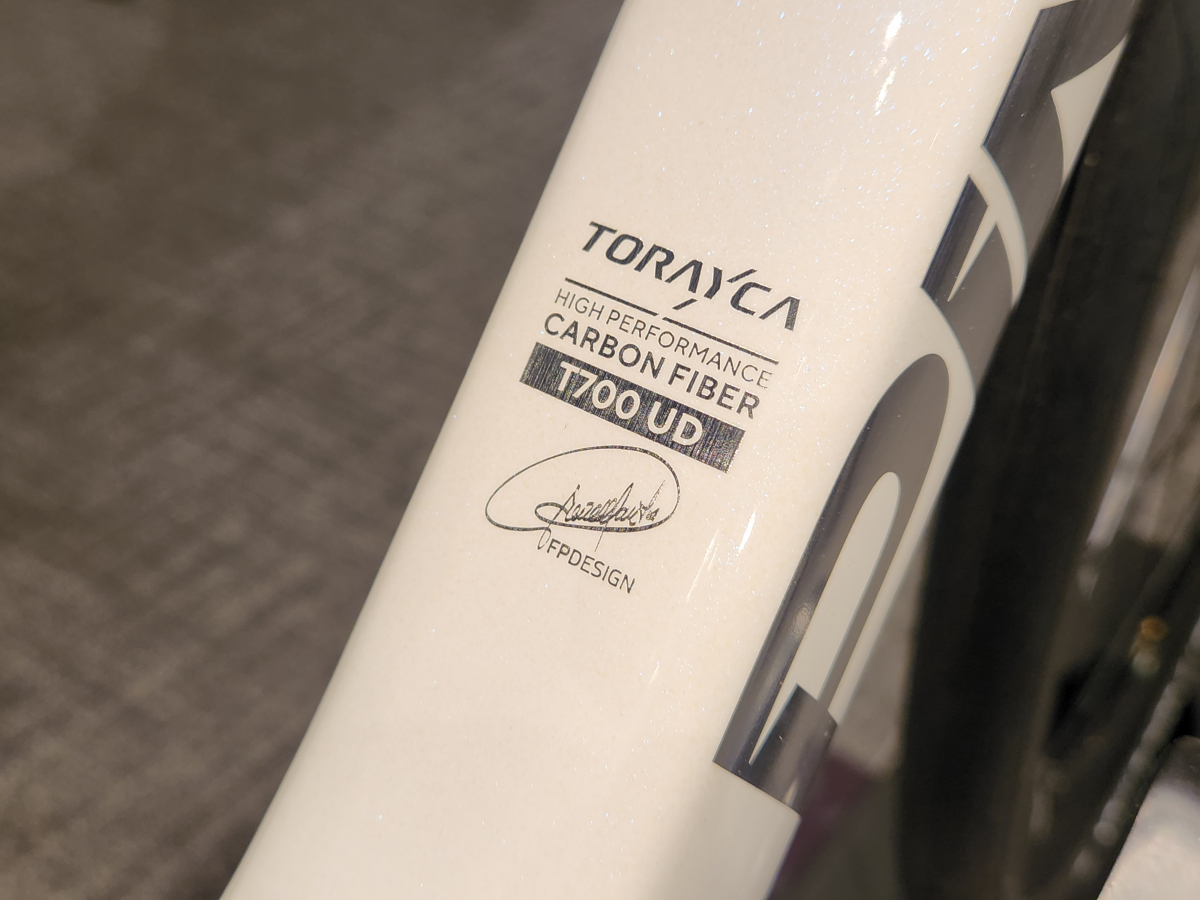 TORAYCA
HIGH PERFORMANCE
CARBON FIBER
T700 UD
FPDESIGN